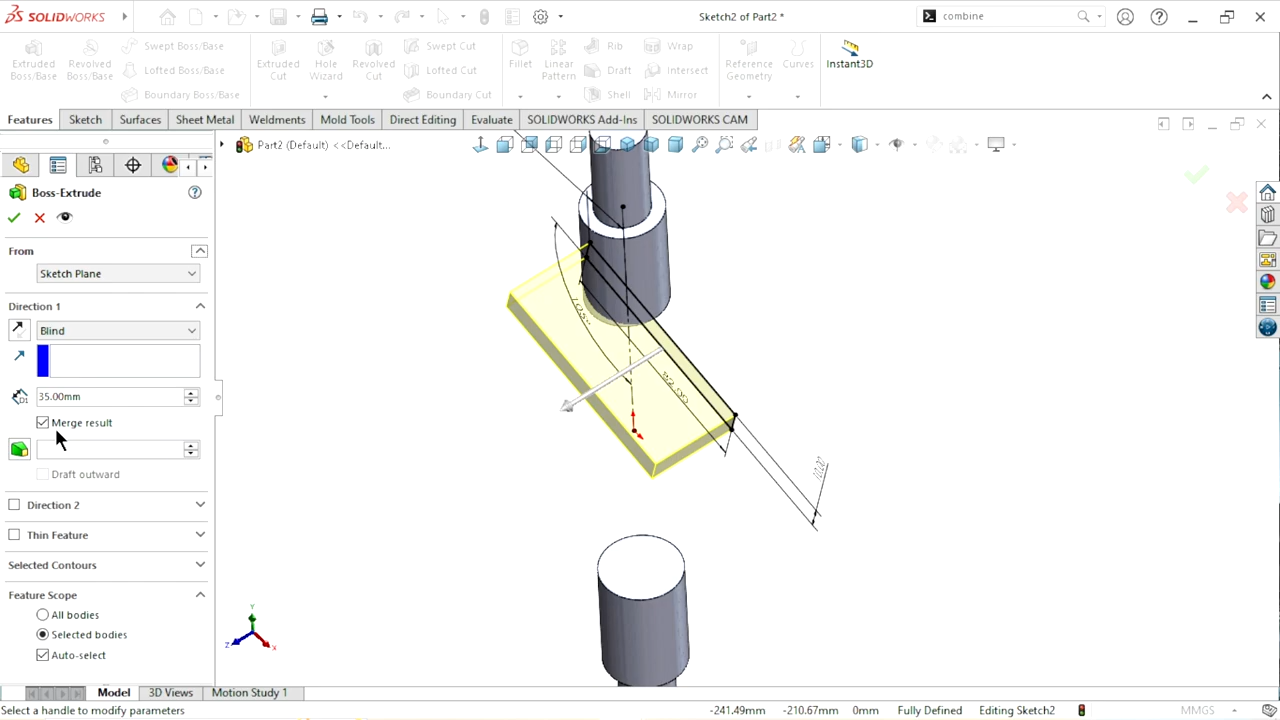 SOLIDWORKS
Sketch2 of Part2 *
combine
Extruded Boss/Base
Revolved Boss/Base
Swept Boss/Base
Lofted Boss/Base
Boundary Boss/Base
Extruded Cut
Hole Wizard
Revolved Cut
Swept Cut
Lofted Cut
Boundary Cut
Fillet
Linear Pattern
Rib
Draft
Shell
Wrap
Intersect
Mirror
Reference Geometry
Curves
Instant3D
Features Sketch Surfaces Sheet Metal Weldments Mold Tools Direct Editing Evaluate SOLIDWORKS Add-Ins SOLIDWORKS CAM
Part2 (Default) <<Default...
Boss-Extrude
From
Sketch Plane
Direction 1
Blind
D1
35.00mm
Merge result
Draft outward
Direction 2
Thin Feature
Selected Contours
Feature Scope
All bodies
Selected bodies
Auto-select
Y
Z
X
Model 3D Views Motion Study 1
Select a handle to modify parameters -241.49mm -210.67mm 0mm Fully Defined Editing Sketch2 MMGS